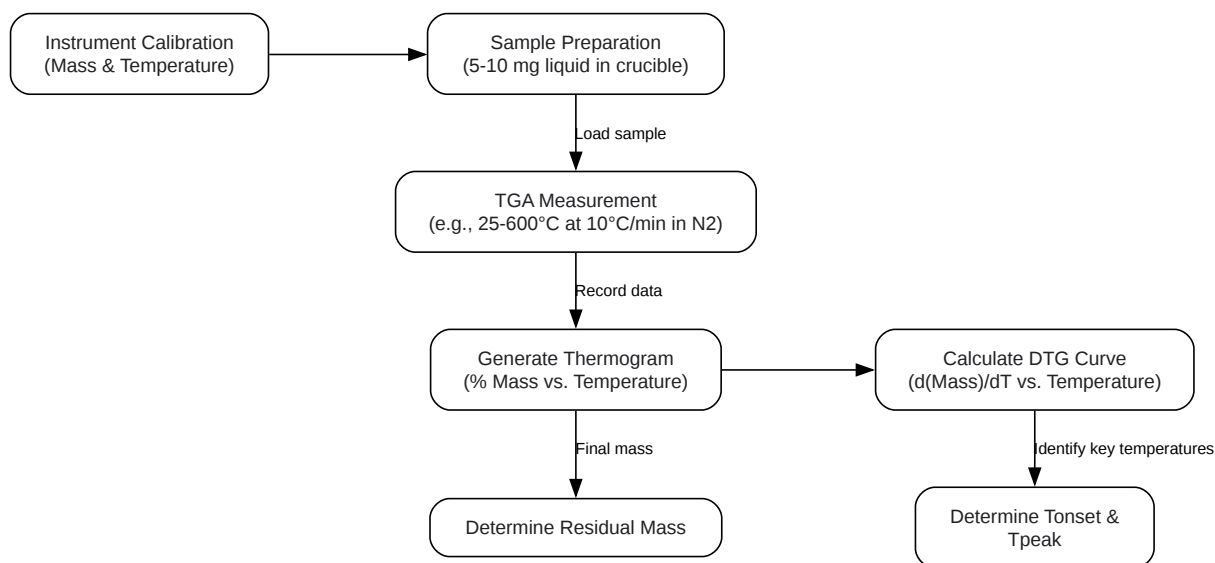 Instrument Calibration
(Mass & Temperature)
Sample Preparation
(5-10 mg liquid in crucible)
Load sample
TGA Measurement
(e.g., 25-600°C at 10°C/min in N2)
Record data
Generate Thermogram
(% Mass vs. Temperature)
Calculate DTG Curve
(d(Mass)/dT vs. Temperature)
Final mass
Identify key temperatures
Determine Residual Mass
Determine Tonset &
Tpeak